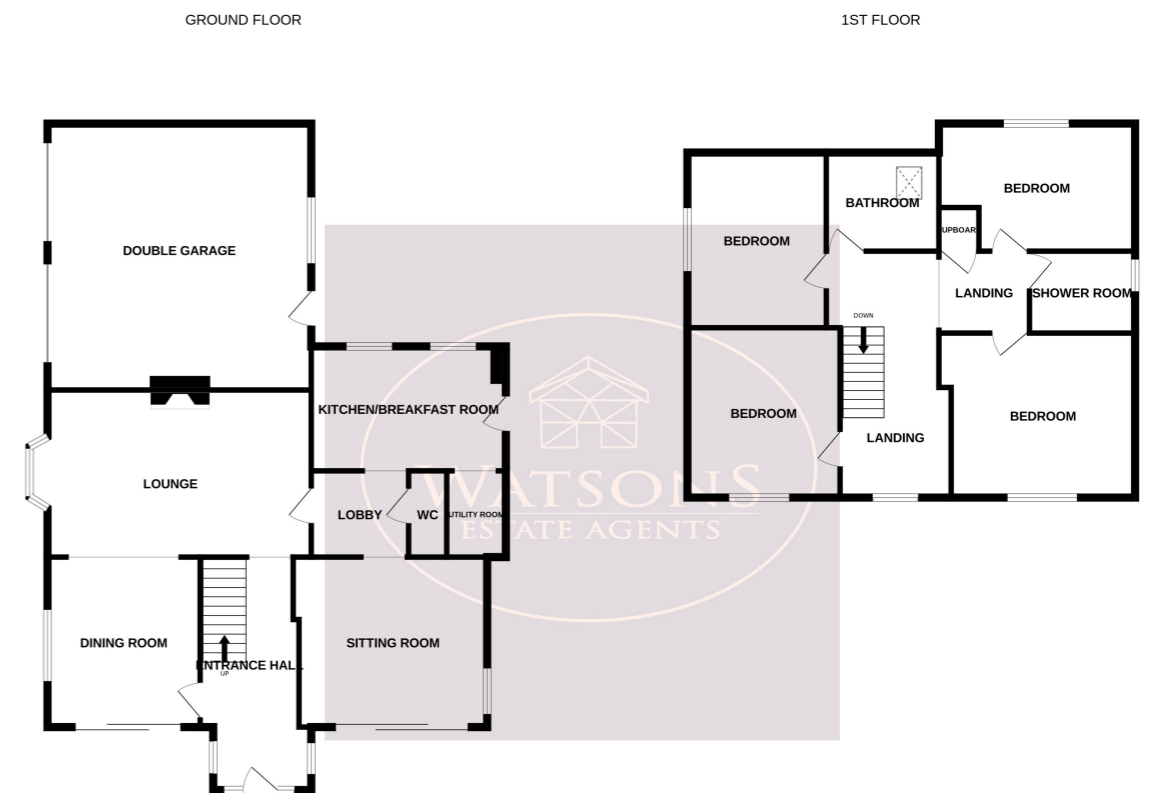 GROUND FLOOR
1ST FLOOR
DOUBLE GARAGE
KITCHEN/BREAKFAST ROOM
LOUNGE
LOBBY
WC
UTILITY ROOM
DINING ROOM
SITTING ROOM
ENTRANCE HALL
UP
WATSONS
ESTATE AGENTS
BEDROOM
BATHROOM
BEDROOM
UPBOAR
LANDING
SHOWER ROOM
DOWN
BEDROOM
LANDING
BEDROOM